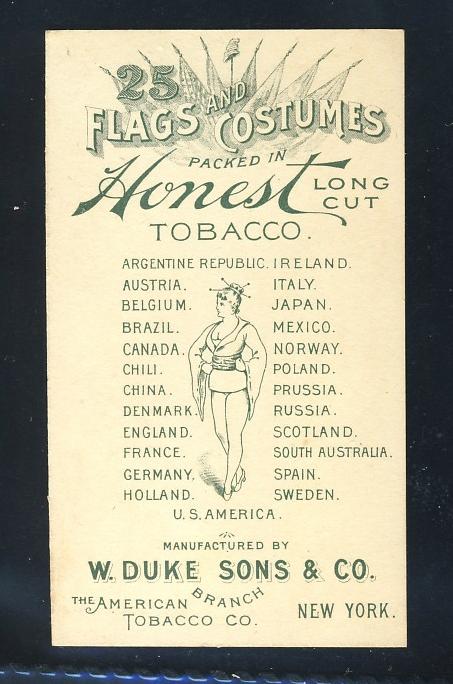 25
FLAGS AND COSTUMES
PACKED IN
Honest LONG CUT
TOBACCO.
ARGENTINE REPUBLIC. IRELAND.
AUSTRIA. ITALY.
BELGIUM. JAPAN.
BRAZIL. MEXICO.
CANADA. NORWAY.
CHILI. POLAND.
CHINA. PRUSSIA.
DENMARK. RUSSIA.
ENGLAND. SCOTLAND.
FRANCE. SOUTH AUSTRALIA.
GERMANY. SPAIN.
HOLLAND. SWEDEN.
U.S. AMERICA.
MANUFACTURED BY
W. DUKE SONS & CO.
THE AMERICAN BRANCH
TOBACCO CO. NEW YORK.